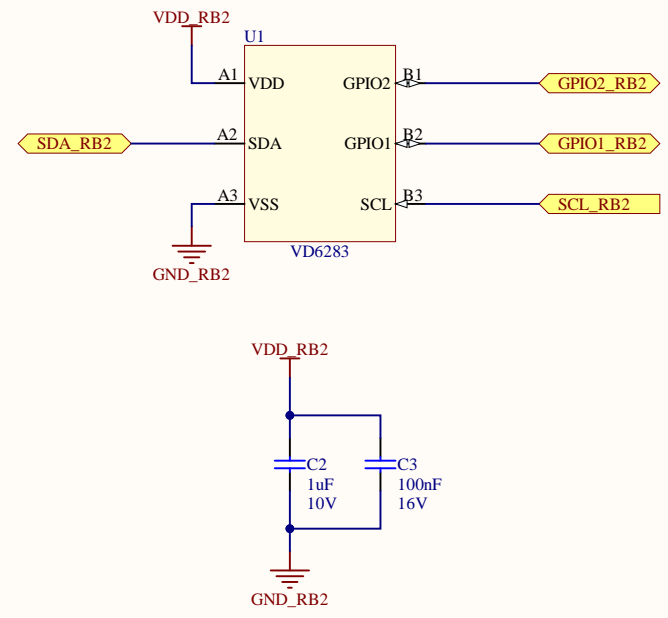 VDD_RB2
U1
A1 VDD GPIO2 B1 GPIO2_RB2
SDA_RB2 A2 SDA GPIO1 B2 GPIO1_RB2
A3 VSS SCL B3 SCL_RB2
VD6283
GND_RB2
VDD_RB2
C2 C3
1uF 100nF
10V 16V
GND_RB2